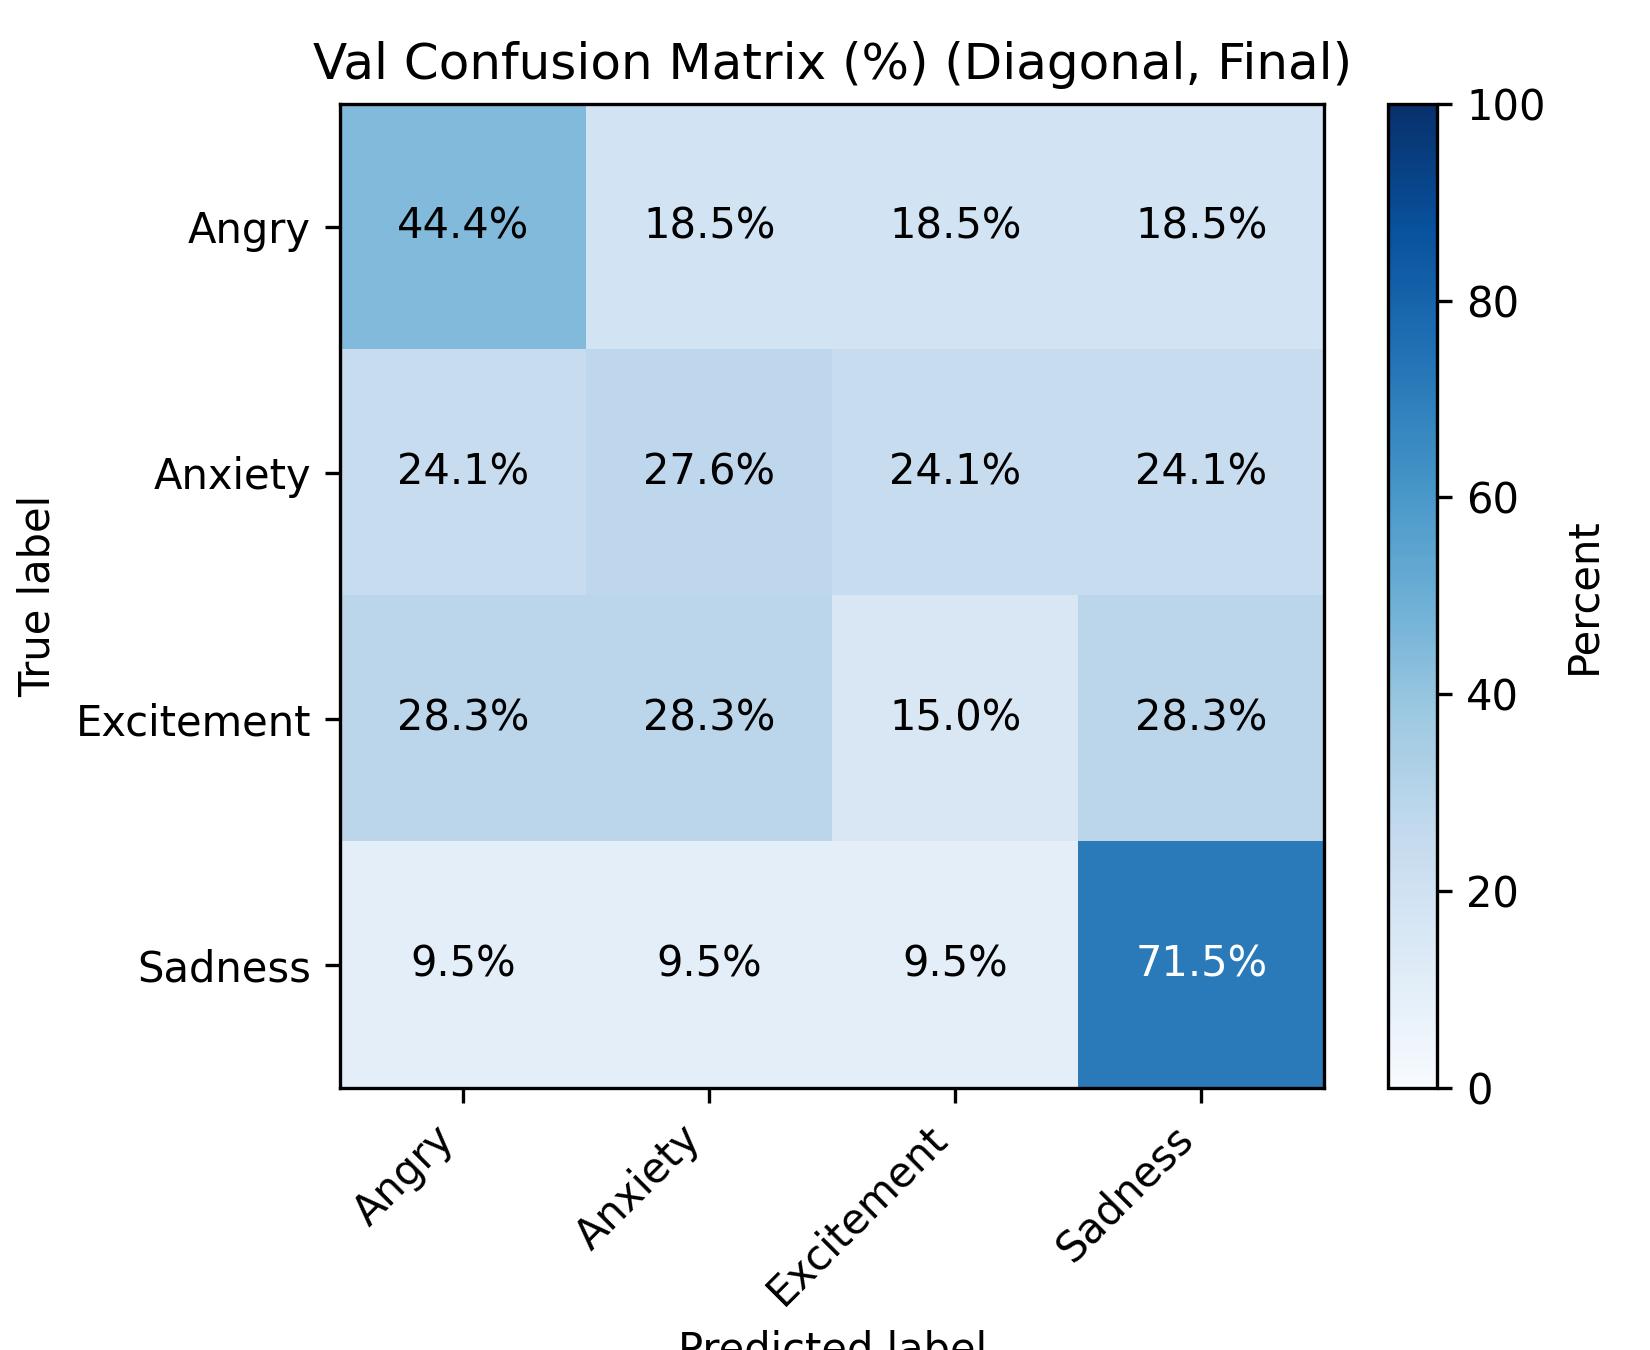 Val Confusion Matrix (%) (Diagonal, Final)
Angry 44.4% 18.5% 18.5% 18.5%
Anxiety 24.1% 27.6% 24.1% 24.1%
Excitement 28.3% 28.3% 15.0% 28.3%
Sadness 9.5% 9.5% 9.5% 71.5%
True label
Angry Anxiety Excitement Sadness
Predicted label
100
80
60
40
20
0
Percent